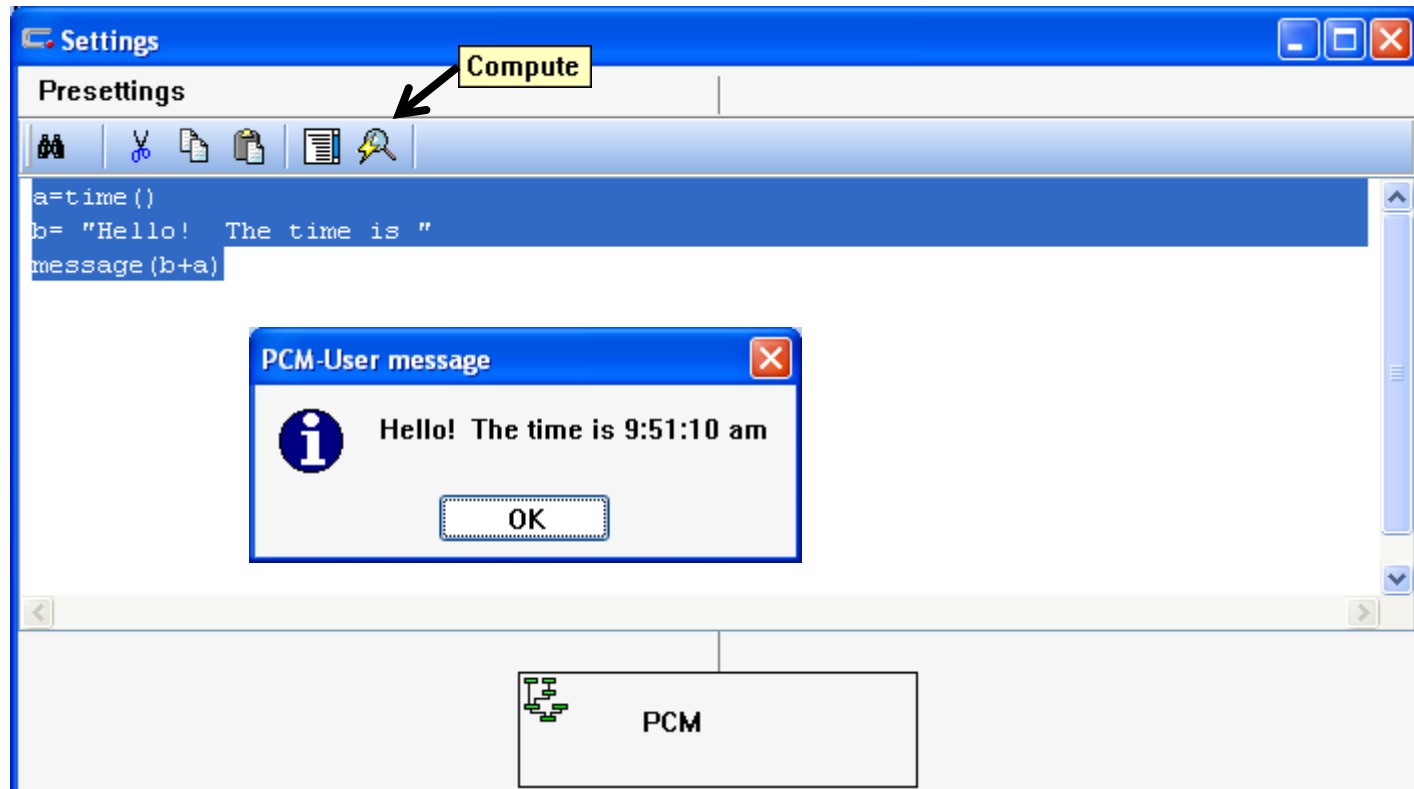 Settings
Compute
Presettings
a=time()
b= "Hello!  The time is "
message(b+a)
PCM-User message
Hello!  The time is 9:51:10 am
OK
PCM